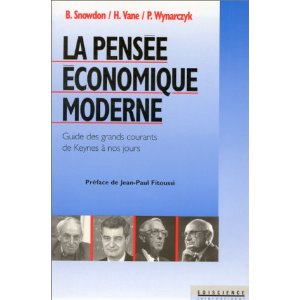 B. Snowdon / H. Vane / P. Wynarczyk
LA PENSÉE
ÉCONOMIQUE
MODERNE
Guide des grands courants
de Keynes à nos jours
Préface de Jean-Paul Fitoussi
EDISCIENCE